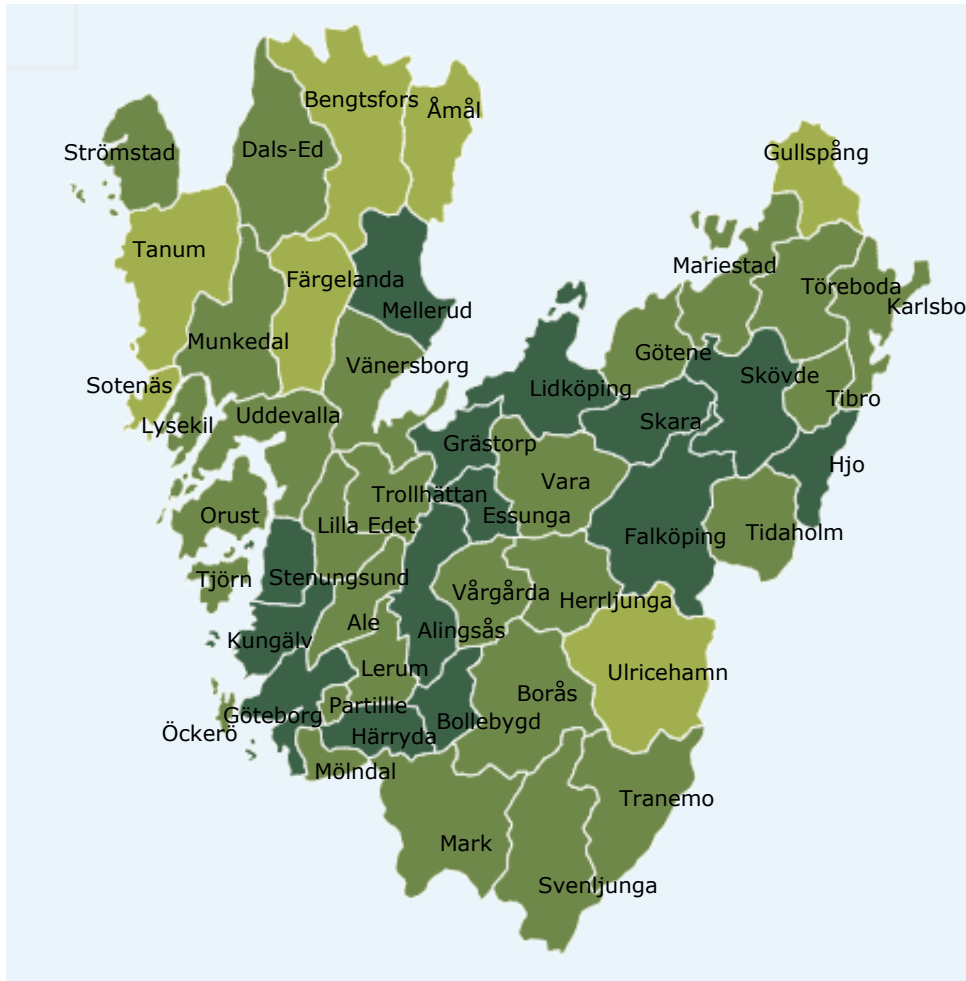 Bengtsfors
Åmål
Strömstad
Dals-Ed
Gullspång
Tanum
Färgelanda
Mellerud
Mariestad
Töreboda
Karlsbo
Munkedal
Vänersborg
Götene
Lidköping
Skövde
Sotenäs
Tibro
Lysekil
Uddevalla
Skara
Grästorp
Hjo
Vara
Trollhättan
Essunga
Orust
Lilla Edet
Falköping
Tidaholm
Tjörn
Stenungsund
Vårgårda
Herrljunga
Ale
Alingsås
Kungälv
Lerum
Ulricehamn
Borås
Partillle
Göteborg
Bollebygd
Öckerö
Härryda
Mölndal
Tranemo
Mark
Svenljunga